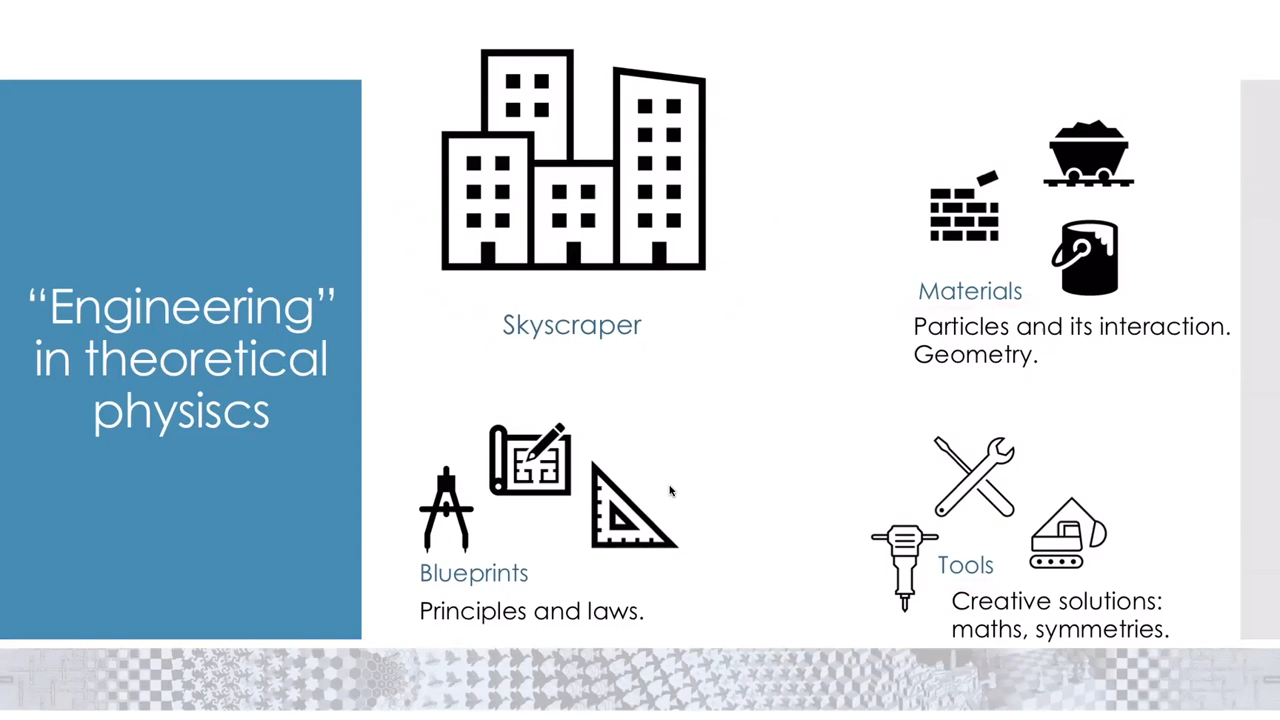 “Engineering”
in theoretical
physiscs
Skyscraper
Materials
Particles and its interaction.
Geometry.
Blueprints
Principles and laws.
Tools
Creative solutions:
maths, symmetries.